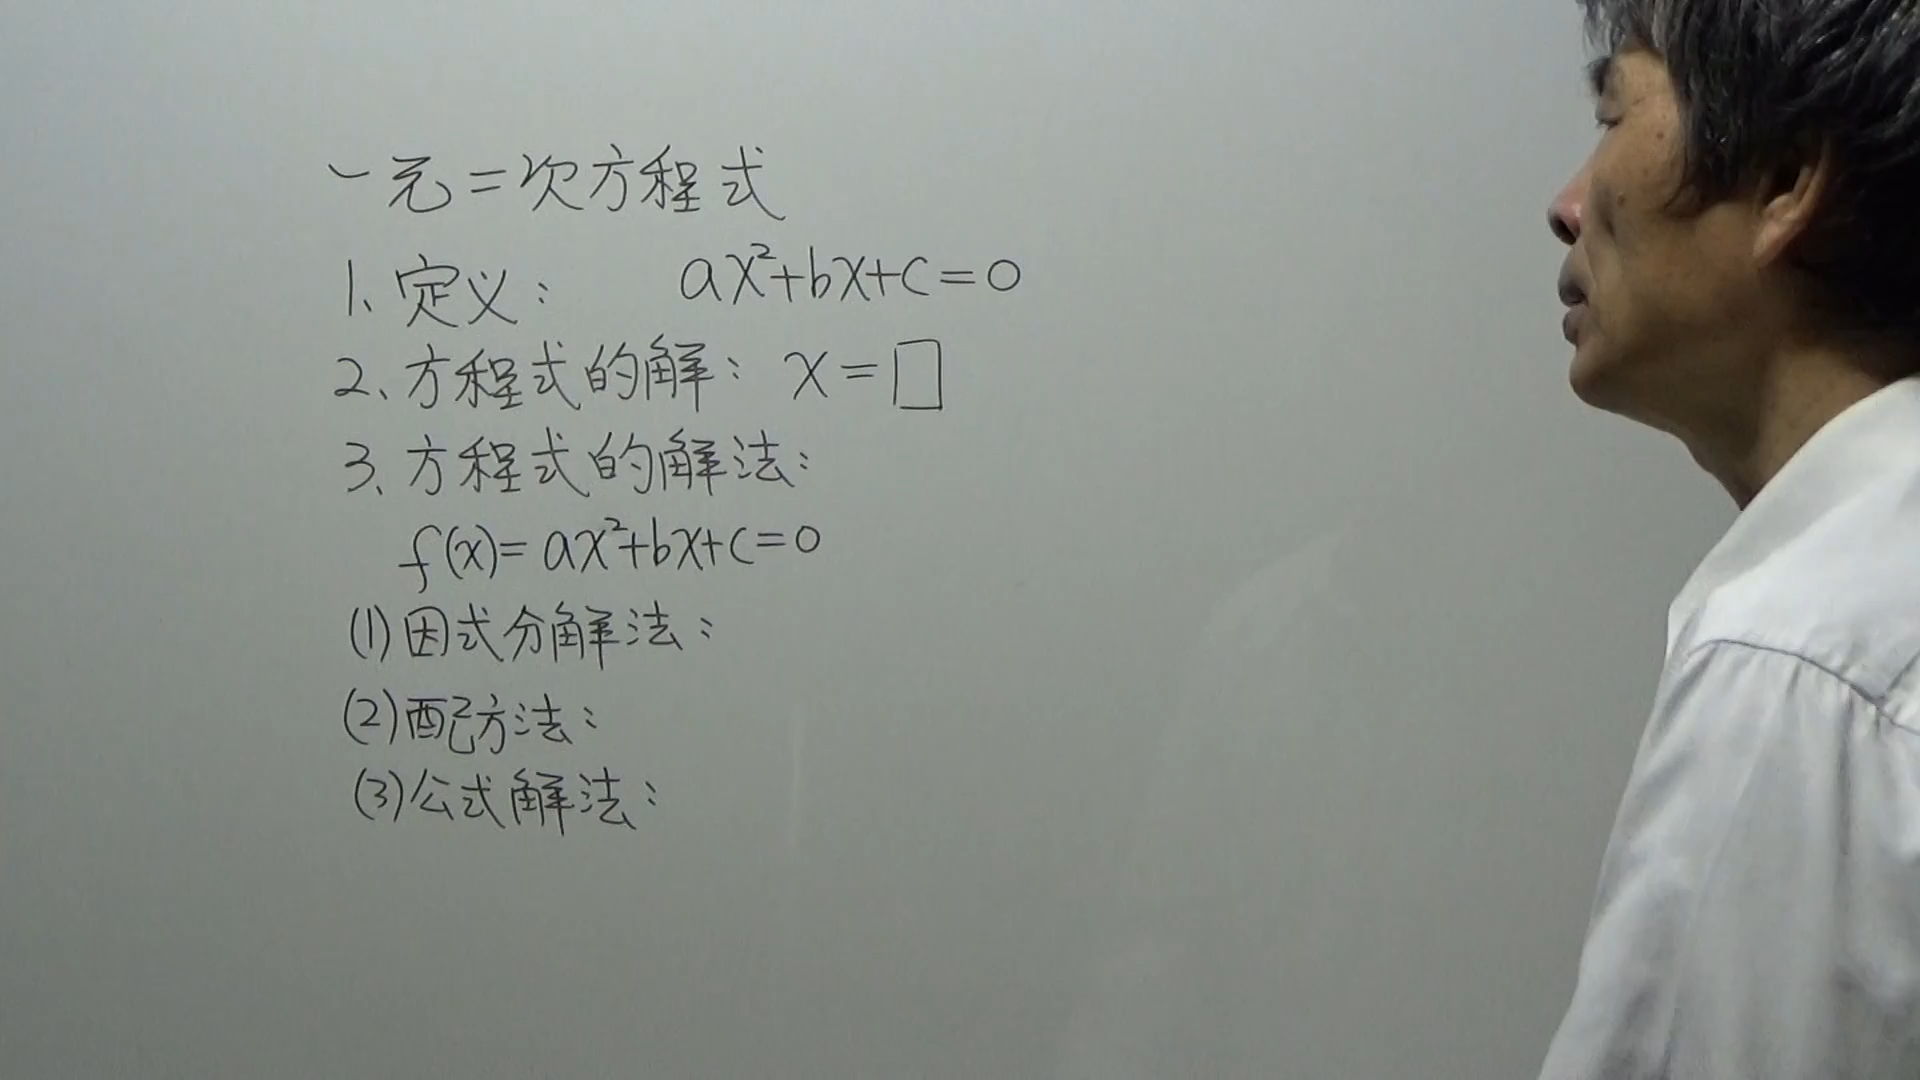 一元二次方程式
1、定义： ax²+bx+c=0
2、方程式的解： x=□
3、方程式的解法：
f(x)=ax²+bx+c=0
(1)因式分解法：
(2)配方法：
(3)公式解法：